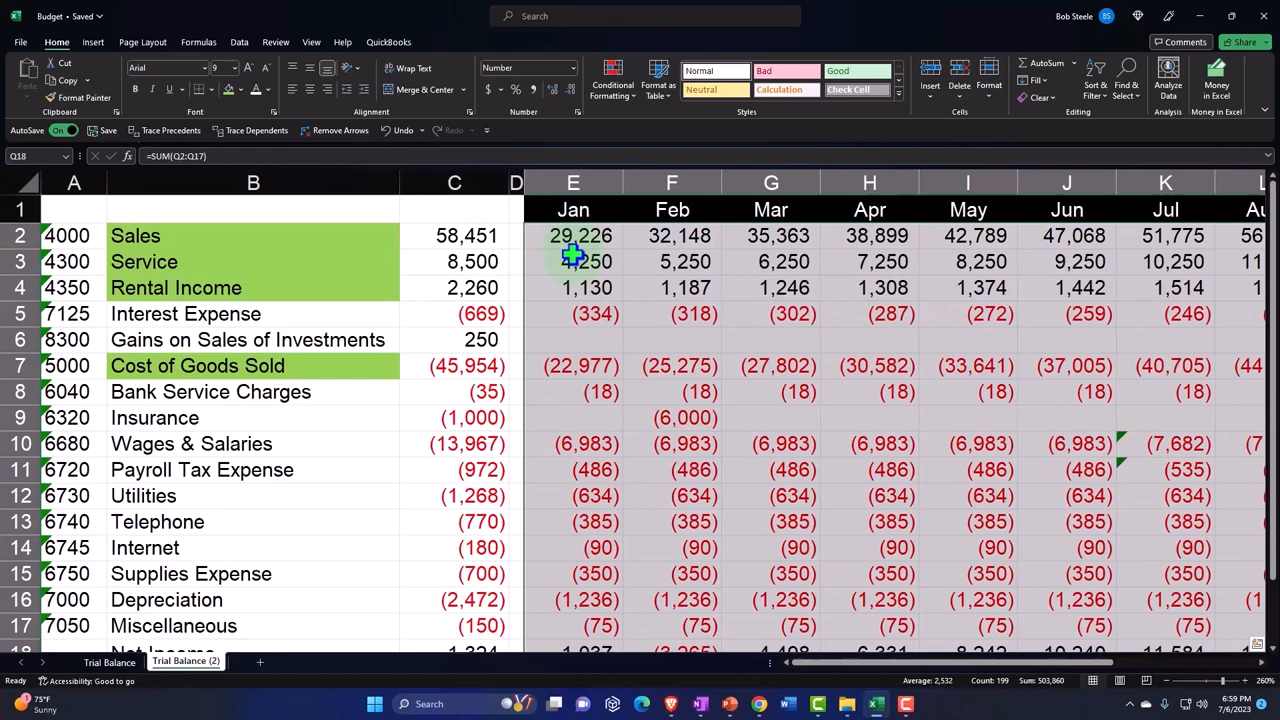 Budget • Saved
Search
Bob Steele BS
File Home Insert Page Layout Formulas Data Review View Help QuickBooks
Comments Share
Cut
Copy
Format Painter
Paste
Clipboard
Arial 9
B I U
Font
Wrap Text
Merge & Center
Alignment
Number
$ % 
Number
Conditional Formatting
Format as Table
Normal Bad Good
Neutral Calculation Check Cell
Styles
Insert Delete Format
Cells
AutoSum
Fill
Clear
Sort & Filter
Find & Select
Editing
Analyze Data
Analysis
Money in Excel
Money in Excel
AutoSave On Save Trace Precedents Trace Dependents Remove Arrows Undo Redo
Q18 fx =SUM(Q2:Q17)
A B C D E F G H I J K L
1 Jan Feb Mar Apr May Jun Jul Au
2 4000 Sales 58,451 29,226 32,148 35,363 38,899 42,789 47,068 51,775 56
3 4300 Service 8,500 4,250 5,250 6,250 7,250 8,250 9,250 10,250 11
4 4350 Rental Income 2,260 1,130 1,187 1,246 1,308 1,374 1,442 1,514 1
5 7125 Interest Expense (669) (334) (318) (302) (287) (272) (259) (246) (
6 8300 Gains on Sales of Investments 250
7 5000 Cost of Goods Sold (45,954) (22,977) (25,275) (27,802) (30,582) (33,641) (37,005) (40,705) (44
8 6040 Bank Service Charges (35) (18) (18) (18) (18) (18) (18) (18)
9 6320 Insurance (1,000) (6,000)
10 6680 Wages & Salaries (13,967) (6,983) (6,983) (6,983) (6,983) (6,983) (6,983) (7,682) (7
11 6720 Payroll Tax Expense (972) (486) (486) (486) (486) (486) (486) (535) (
12 6730 Utilities (1,268) (634) (634) (634) (634) (634) (634) (634) (
13 6740 Telephone (770) (385) (385) (385) (385) (385) (385) (385) (
14 6745 Internet (180) (90) (90) (90) (90) (90) (90) (90)
15 6750 Supplies Expense (700) (350) (350) (350) (350) (350) (350) (350) (
16 7000 Depreciation (2,472) (1,236) (1,236) (1,236) (1,236) (1,236) (1,236) (1,236) (1
17 7050 Miscellaneous (150) (75) (75) (75) (75) (75) (75) (75)
18 Net Income 1,324 1,037 (3,265) 4,406 6,331 8,440 10,240 11,584
Trial Balance Trial Balance (2)
Ready Accessibility: Good to go Average: 2,532 Count: 199 Sum: 503,860 260%
75°F
Sunny
Search
6:59 PM
7/6/2023